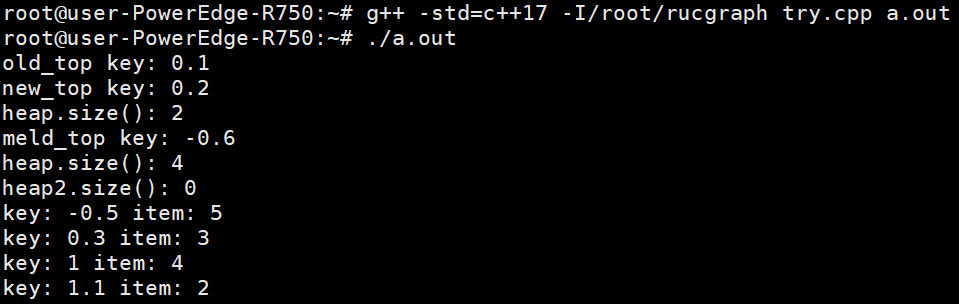 root@user-PowerEdge-R750:~# g++ -std=c++17 -I/root/rucgraph try.cpp a.out
root@user-PowerEdge-R750:~# ./a.out
old_top key: 0.1
new_top key: 0.2
heap.size(): 2
meld_top key: -0.6
heap.size(): 4
heap2.size(): 0
key: -0.5 item: 5
key: 0.3 item: 3
key: 1 item: 4
key: 1.1 item: 2